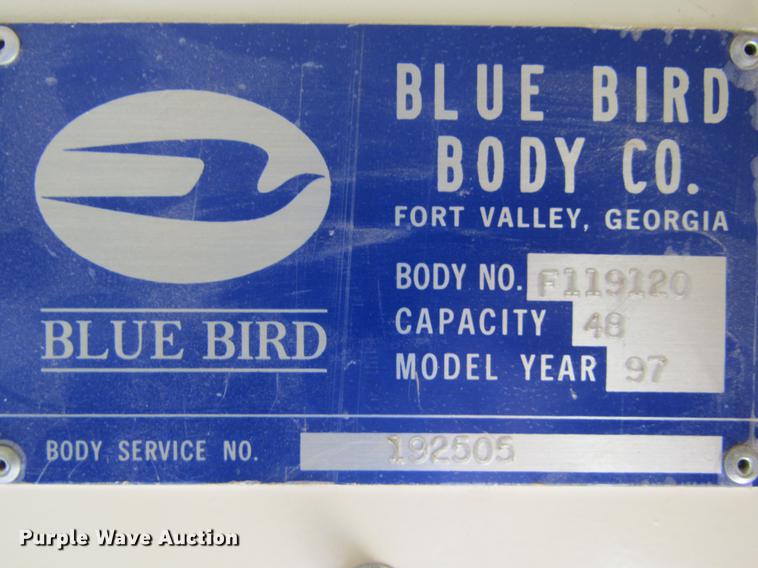 BLUE BIRD
BLUE BIRD
BODY CO.
FORT VALLEY, GEORGIA
BODY NO. F119120
CAPACITY 48
MODEL YEAR 97
BODY SERVICE NO. 192505
Purple Wave Auction